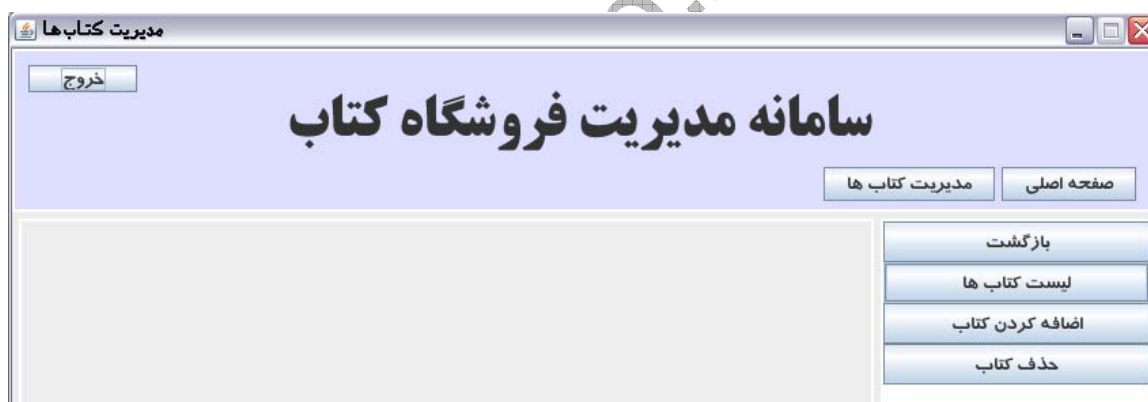 مدیریت کتاب‌ها
خروج
سامانه مدیریت فروشگاه کتاب
صفحه اصلی
مدیریت کتاب ها
بازگشت
لیست کتاب ها
اضافه کردن کتاب
حذف کتاب